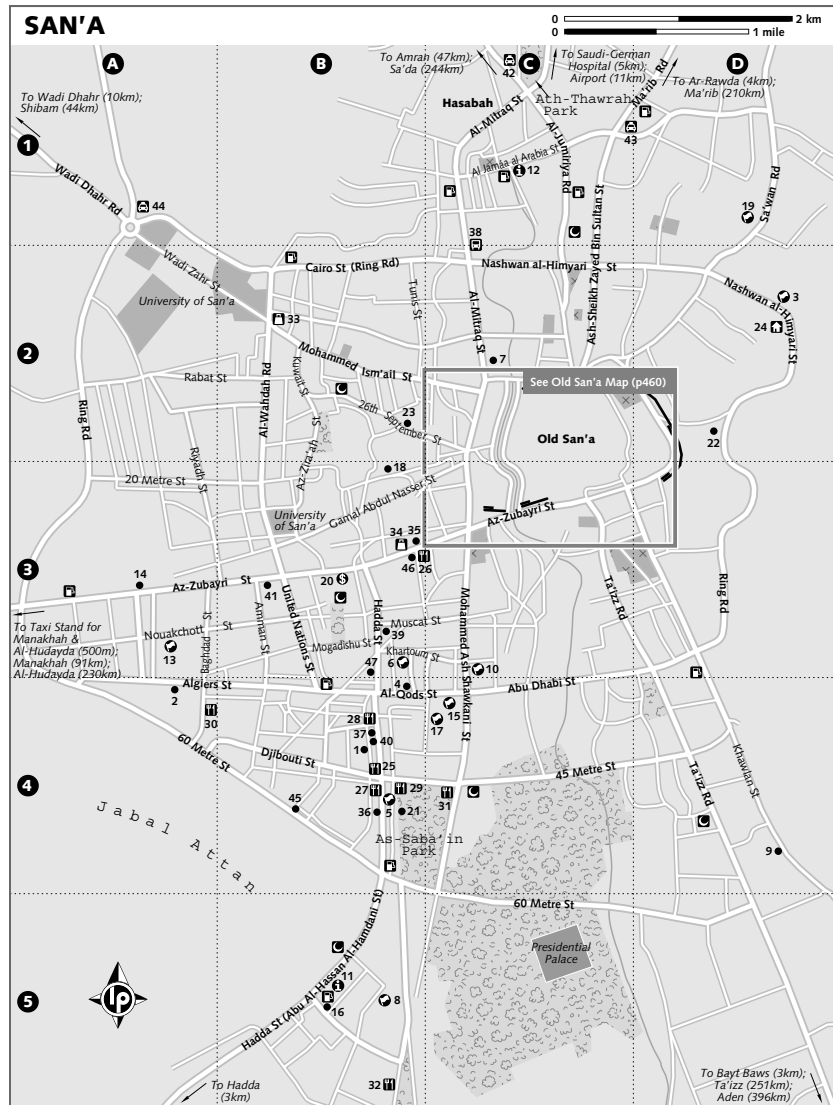 SAN'A
0 2 km
0 1 mile
A
B
C
D
1
2
3
4
5
To Amran (47km);
Sa'da (244km)
42
To Saudi-German
Hospital (5km);
Airport (11km)
Ma'rib Rd
To Ar-Rawda (4km);
Ma'rib (210km)
To Wadi Dhahr (10km);
Shibam (44km)
Hasabah
Al-Mitraq St
Ath-Thawrah
Park
Al-Jumiriya Rd
43
Al Jamáa al Arabia St
12
Wadi Dhahr Rd
44
19
Sa'wan Rd
38
Ash-Sheikh Zayed Bin Sultan St
Wadi Zahr St
Cairo St (Ring Rd)
Nashwan al-Himyari St
University of San'a
Tunis St
Al-Mitraq St
Nashwan al-Himyari St
3
24
33
Mohammed Ism'ail St
7
Rabat St
Kuwait St
See Old San'a Map (p460)
Ring Rd
Al-Wahdah Rd
26th September St
23
Old San'a
22
Riyadh St
Az-Zira'ah St
18
20 Metre St
Gamal Abdul Nasser St
University
of San'a
34
35
Az-Zubayri St
46
26
14
Az-Zubayri St
41
20
Ta'izz Rd
Ring Rd
To Taxi Stand for
Manakhah &
Al-Hudayda (500m);
Manakhah (91km);
Al-Hudayda (230km)
Nouakchott St
13
Baghdad St
Amman St
United Nation's St
Hadda St
Muscat St
39
Mogadishu St
Khartoum St
47
6
10
Mohammed Ash Shawkani St
Algiers St
2
30
4
Al-Qods St
Abu Dhabi St
15
17
28
37
40
1
60 Metre St
Djibouti St
25
45 Metre St
Khawlan St
Ta'izz Rd
27
29
31
45
36
5
21
As-Saba'in
Park
Jabal Attan
9
60 Metre St
Presidential
Palace
Hadda St (Abu Al-Hassan Al-Hamdani St)
11
16
8
lp
32
To Hadda
(3km)
To Bayt Baws (3km);
Ta'izz (251km);
Aden (396km)